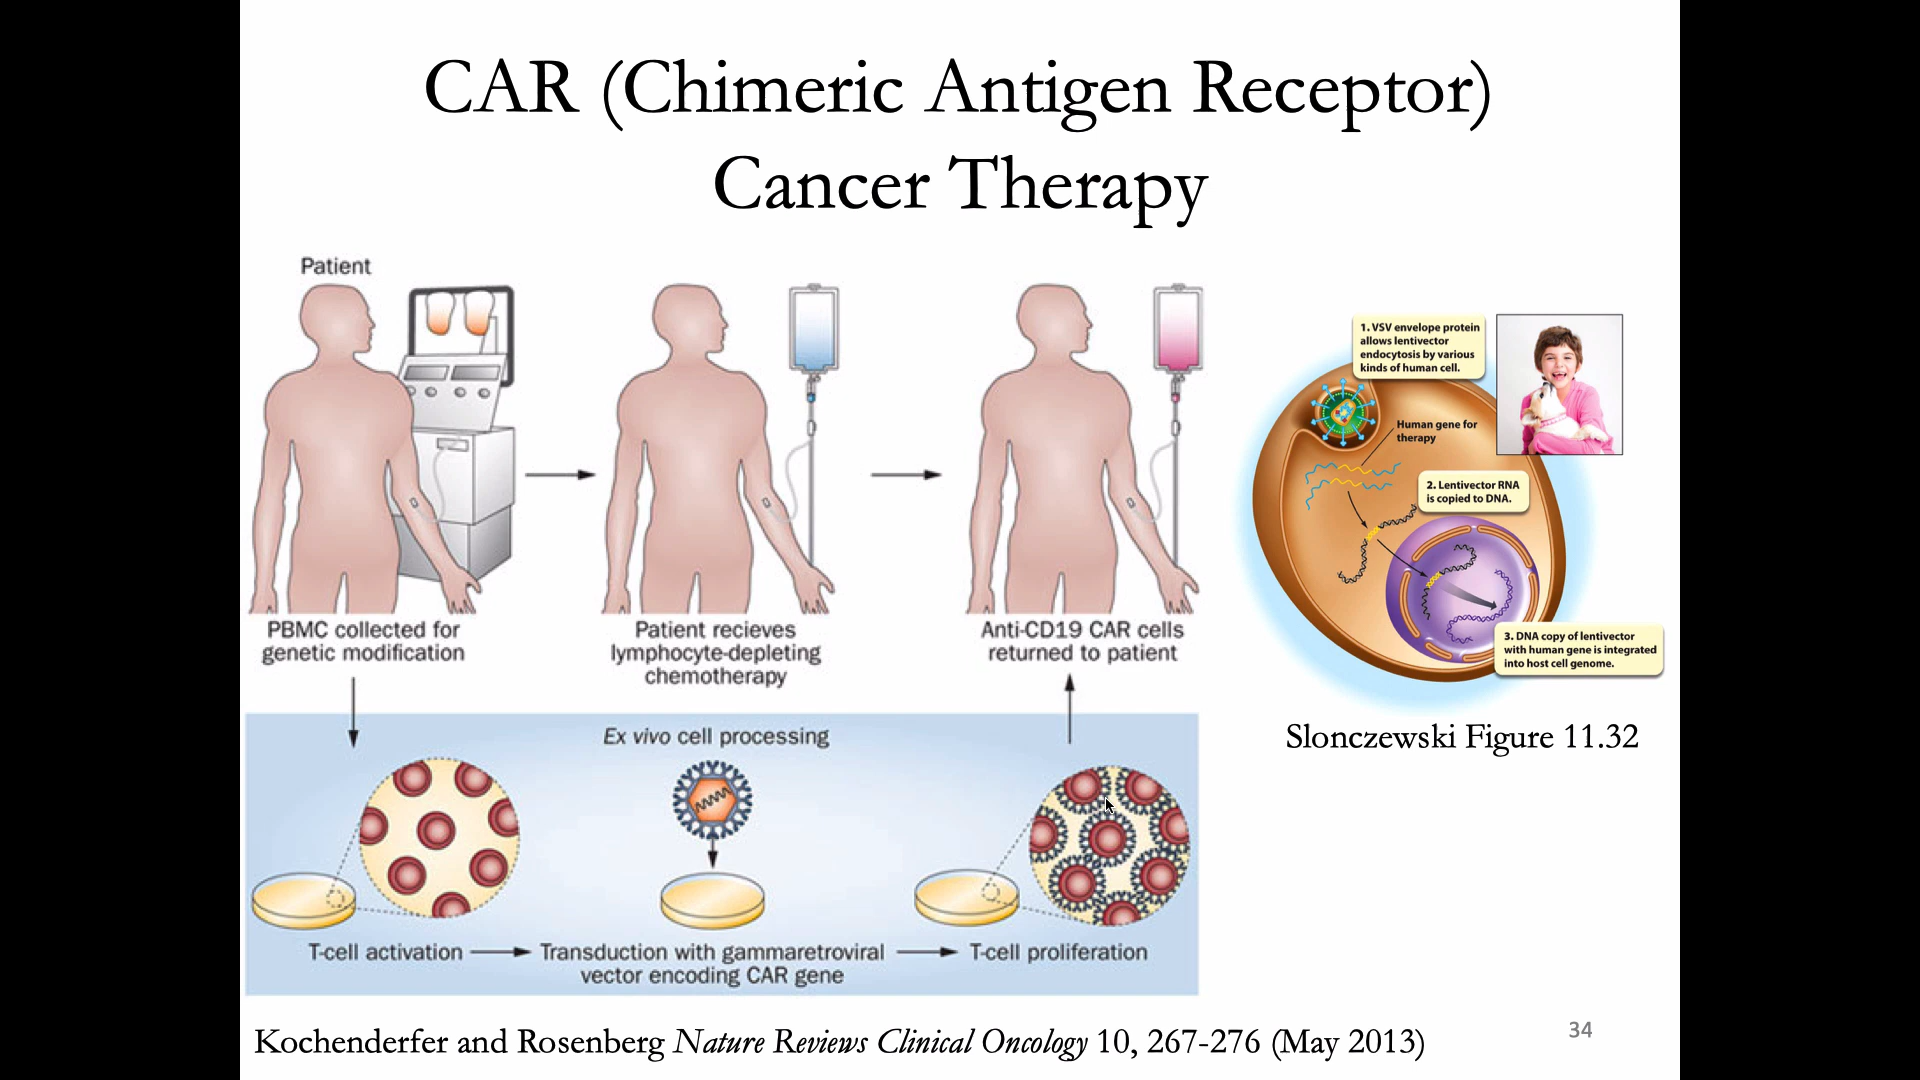 CAR (Chimeric Antigen Receptor)
Cancer Therapy
Patient
PBMC collected for
genetic modification
Patient recieves
lymphocyte-depleting
chemotherapy
Anti-CD19 CAR cells
returned to patient
Ex vivo cell processing
T-cell activation
Transduction with gammaretroviral
vector encoding CAR gene
T-cell proliferation
1. VSV envelope protein
allows lentivector
endocytosis by various
kinds of human cell.
Human gene for
therapy
2. Lentivector RNA
is copied to DNA.
3. DNA copy of lentivector
with human gene is integrated
into host cell genome.
Slonczewski Figure 11.32
Kochenderfer and Rosenberg Nature Reviews Clinical Oncology 10, 267-276 (May 2013)
34